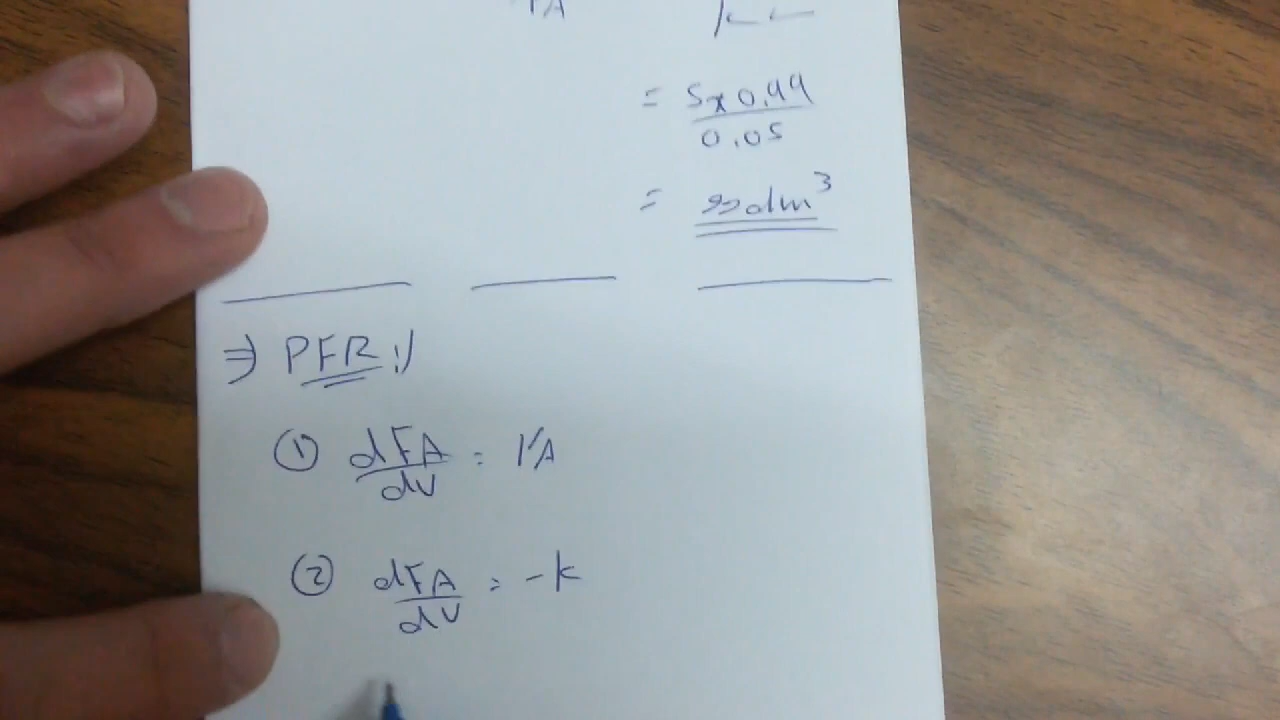 = 5x0.99
0.05
= 99dm³
⇒ PFR:/
① dFA
dV
= rA
② dFA
dV
= -k